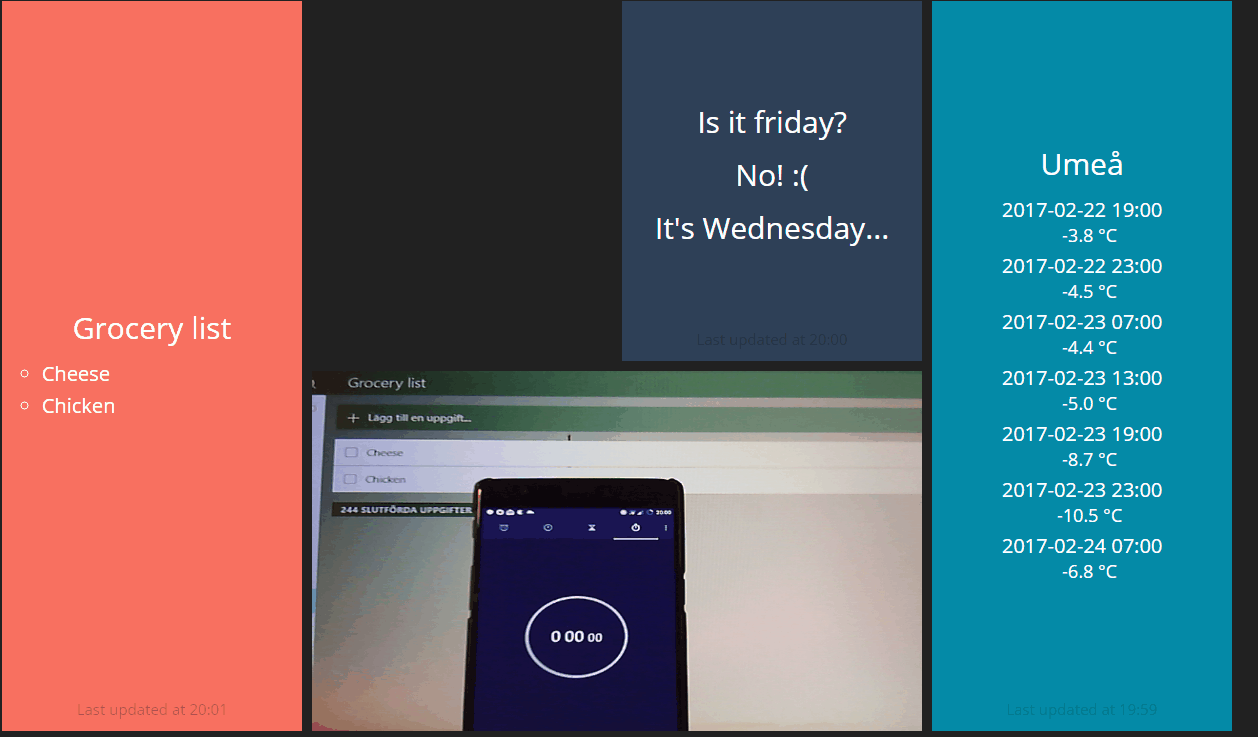 Grocery list
Cheese
Chicken
Last updated at 20:01
Is it friday?
No! :(
It's Wednesday...
Last updated at 20:00
Grocery list
+ Lägg till en uppgift...
Cheese
Chicken
244 SLUTFÖRDA UPPGIFTER
20:00
0 00 00
Umeå
2017-02-22 19:00
-3.8 °C
2017-02-22 23:00
-4.5 °C
2017-02-23 07:00
-4.4 °C
2017-02-23 13:00
-5.0 °C
2017-02-23 19:00
-8.7 °C
2017-02-23 23:00
-10.5 °C
2017-02-24 07:00
-6.8 °C
Last updated at 19:59